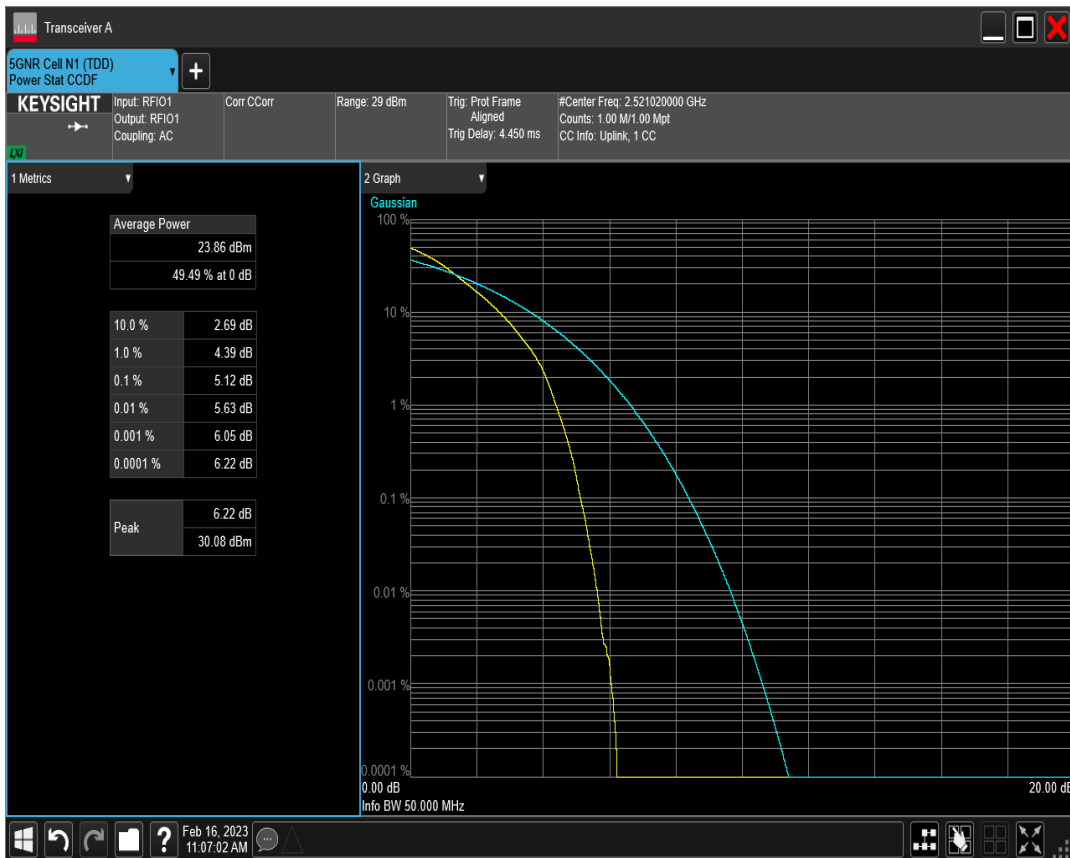 Transceiver A
5GNR Cell N1 (TDD)
Power Stat CCDF
+
KEYSIGHT
LXI
Input: RFIO1
Output: RFIO1
Coupling: AC
Corr CCorr
Range: 29 dBm
Trig: Prot Frame
Aligned
Trig Delay: 4.450 ms
#Center Freq: 2.521020000 GHz
Counts: 1.00 M/1.00 Mpt
CC Info: Uplink, 1 CC
1 Metrics
Average Power
23.86 dBm
49.49 % at 0 dB
10.0 % 2.69 dB
1.0 % 4.39 dB
0.1 % 5.12 dB
0.01 % 5.63 dB
0.001 % 6.05 dB
0.0001 % 6.22 dB
Peak
6.22 dB
30.08 dBm
2 Graph
Gaussian
100 %
10 %
1 %
0.1 %
0.01 %
0.001 %
0.0001 %
0.00 dB
20.00 dB
Info BW 50.000 MHz
?
Feb 16, 2023
11:07:02 AM